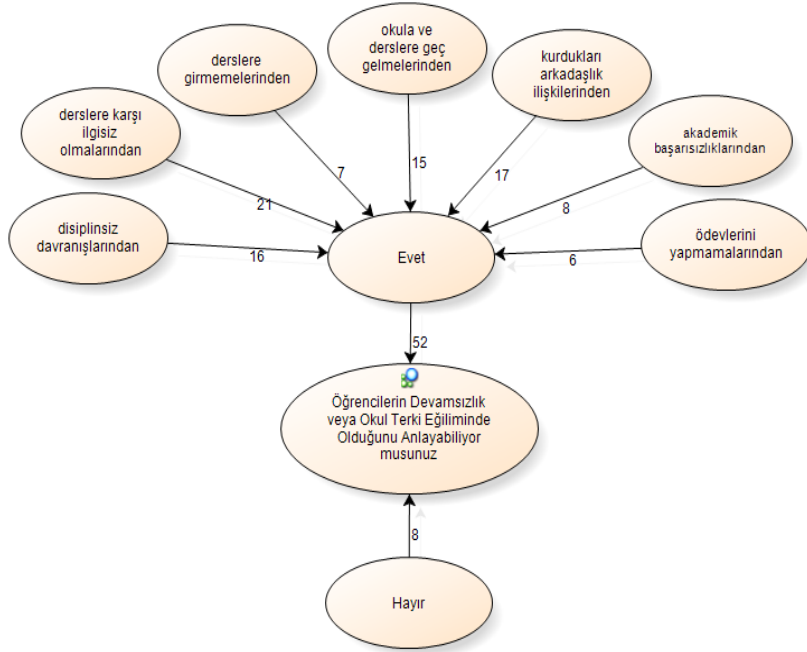 okula ve
derslere geç
gelmelerinden
derslere
girmemelerinden
kurdukları
arkadaşlık
ilişkilerinden
derslere karşı
ilgisiz
olmalarından
akademik
başarısızlıklarından
disiplinsiz
davranışlarından
ödevlerini
yapmamalarından
7
15
17
21
8
16
6
Evet
52
Öğrencilerin Devamsızlık
veya Okul Terki Eğiliminde
Olduğunu Anlayabiliyor
musunuz
8
Hayır